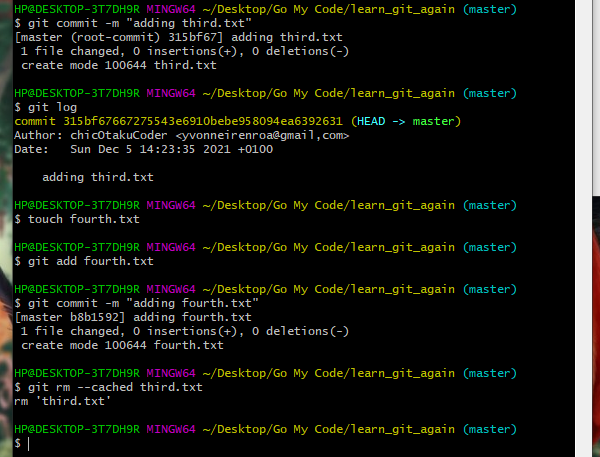 HP@DESKTOP-3T7DH9R MINGW64 ~/Desktop/Go My Code/learn_git_again (master)
$ git commit -m "adding third.txt"
[master (root-commit) 315bf67] adding third.txt
 1 file changed, 0 insertions(+), 0 deletions(-)
 create mode 100644 third.txt

HP@DESKTOP-3T7DH9R MINGW64 ~/Desktop/Go My Code/learn_git_again (master)
$ git log
commit 315bf67667275543e6910bebe958094ea6392631 (HEAD -> master)
Author: chicOtakuCoder <yvonneirenroa@gmail,com>
Date:   Sun Dec 5 14:23:35 2021 +0100

    adding third.txt

HP@DESKTOP-3T7DH9R MINGW64 ~/Desktop/Go My Code/learn_git_again (master)
$ touch fourth.txt

HP@DESKTOP-3T7DH9R MINGW64 ~/Desktop/Go My Code/learn_git_again (master)
$ git add fourth.txt

HP@DESKTOP-3T7DH9R MINGW64 ~/Desktop/Go My Code/learn_git_again (master)
$ git commit -m "adding fourth.txt"
[master b8b1592] adding fourth.txt
 1 file changed, 0 insertions(+), 0 deletions(-)
 create mode 100644 fourth.txt

HP@DESKTOP-3T7DH9R MINGW64 ~/Desktop/Go My Code/learn_git_again (master)
$ git rm --cached third.txt
rm 'third.txt'

HP@DESKTOP-3T7DH9R MINGW64 ~/Desktop/Go My Code/learn_git_again (master)
$